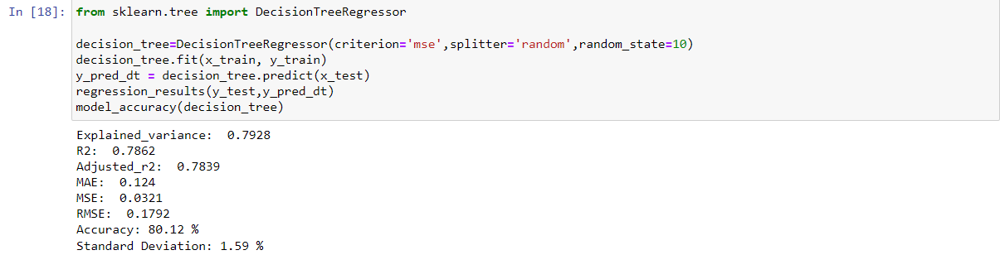 In [18]: from sklearn.tree import DecisionTreeRegressor
decision_tree=DecisionTreeRegressor(criterion='mse',splitter='random',random_state=10)
decision_tree.fit(x_train, y_train)
y_pred_dt = decision_tree.predict(x_test)
regression_results(y_test,y_pred_dt)
model_accuracy(decision_tree)
Explained_variance:  0.7928
R2:  0.7862
Adjusted_r2:  0.7839
MAE:  0.124
MSE:  0.0321
RMSE:  0.1792
Accuracy: 80.12 %
Standard Deviation: 1.59 %